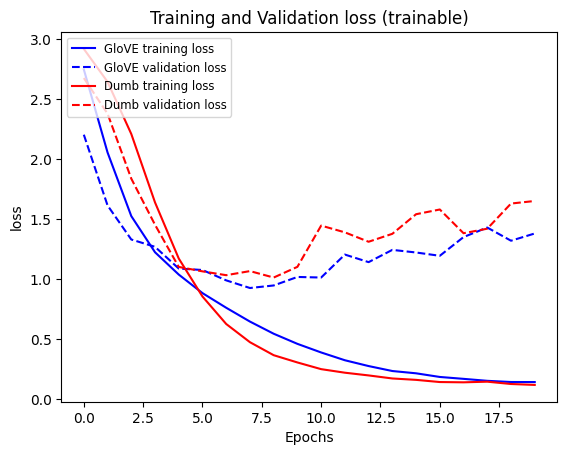 Training and Validation loss (trainable)
GloVE training loss
GloVE validation loss
Dumb training loss
Dumb validation loss
3.0
2.5
2.0
1.5
1.0
0.5
0.0
loss
0.0 2.5 5.0 7.5 10.0 12.5 15.0 17.5
Epochs